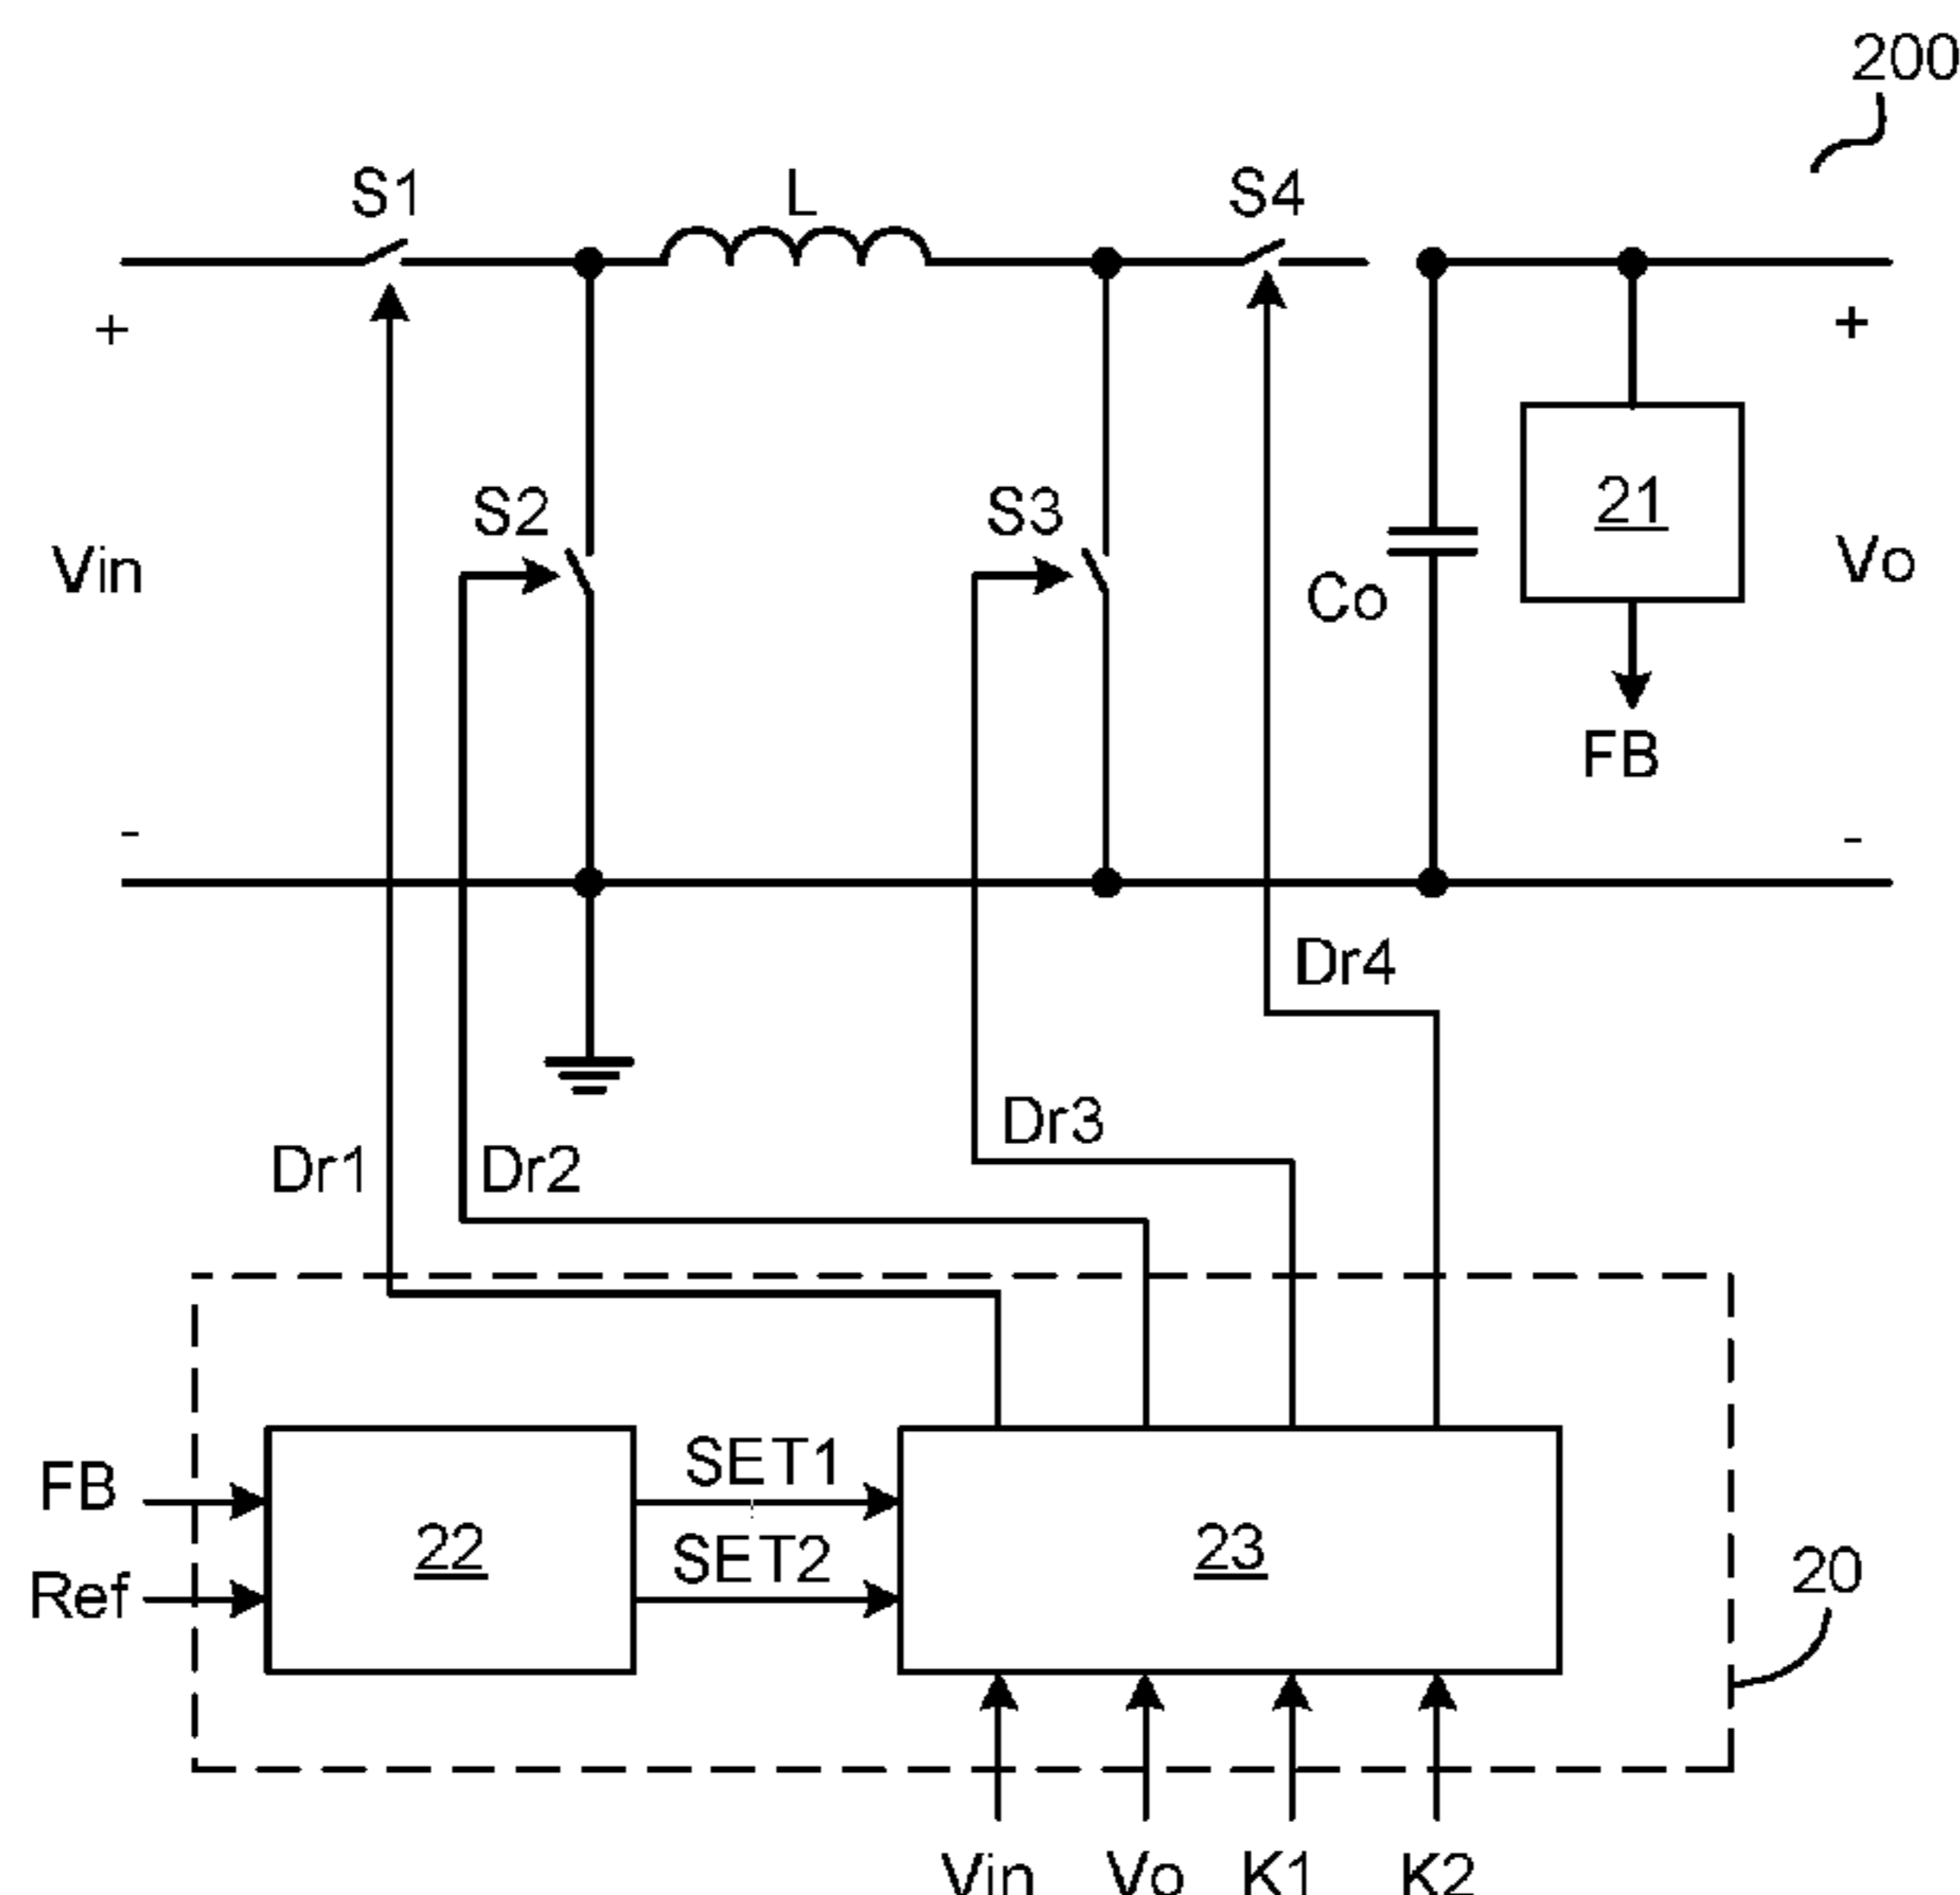 200
S1
L
S4
+
+
S2
S3
21
Vin
Co
Vo
FB
-
-
Dr4
Dr3
Dr1
Dr2
SET1
FB
22
SET2
23
20
Ref
Vin
Vo
K1
K2